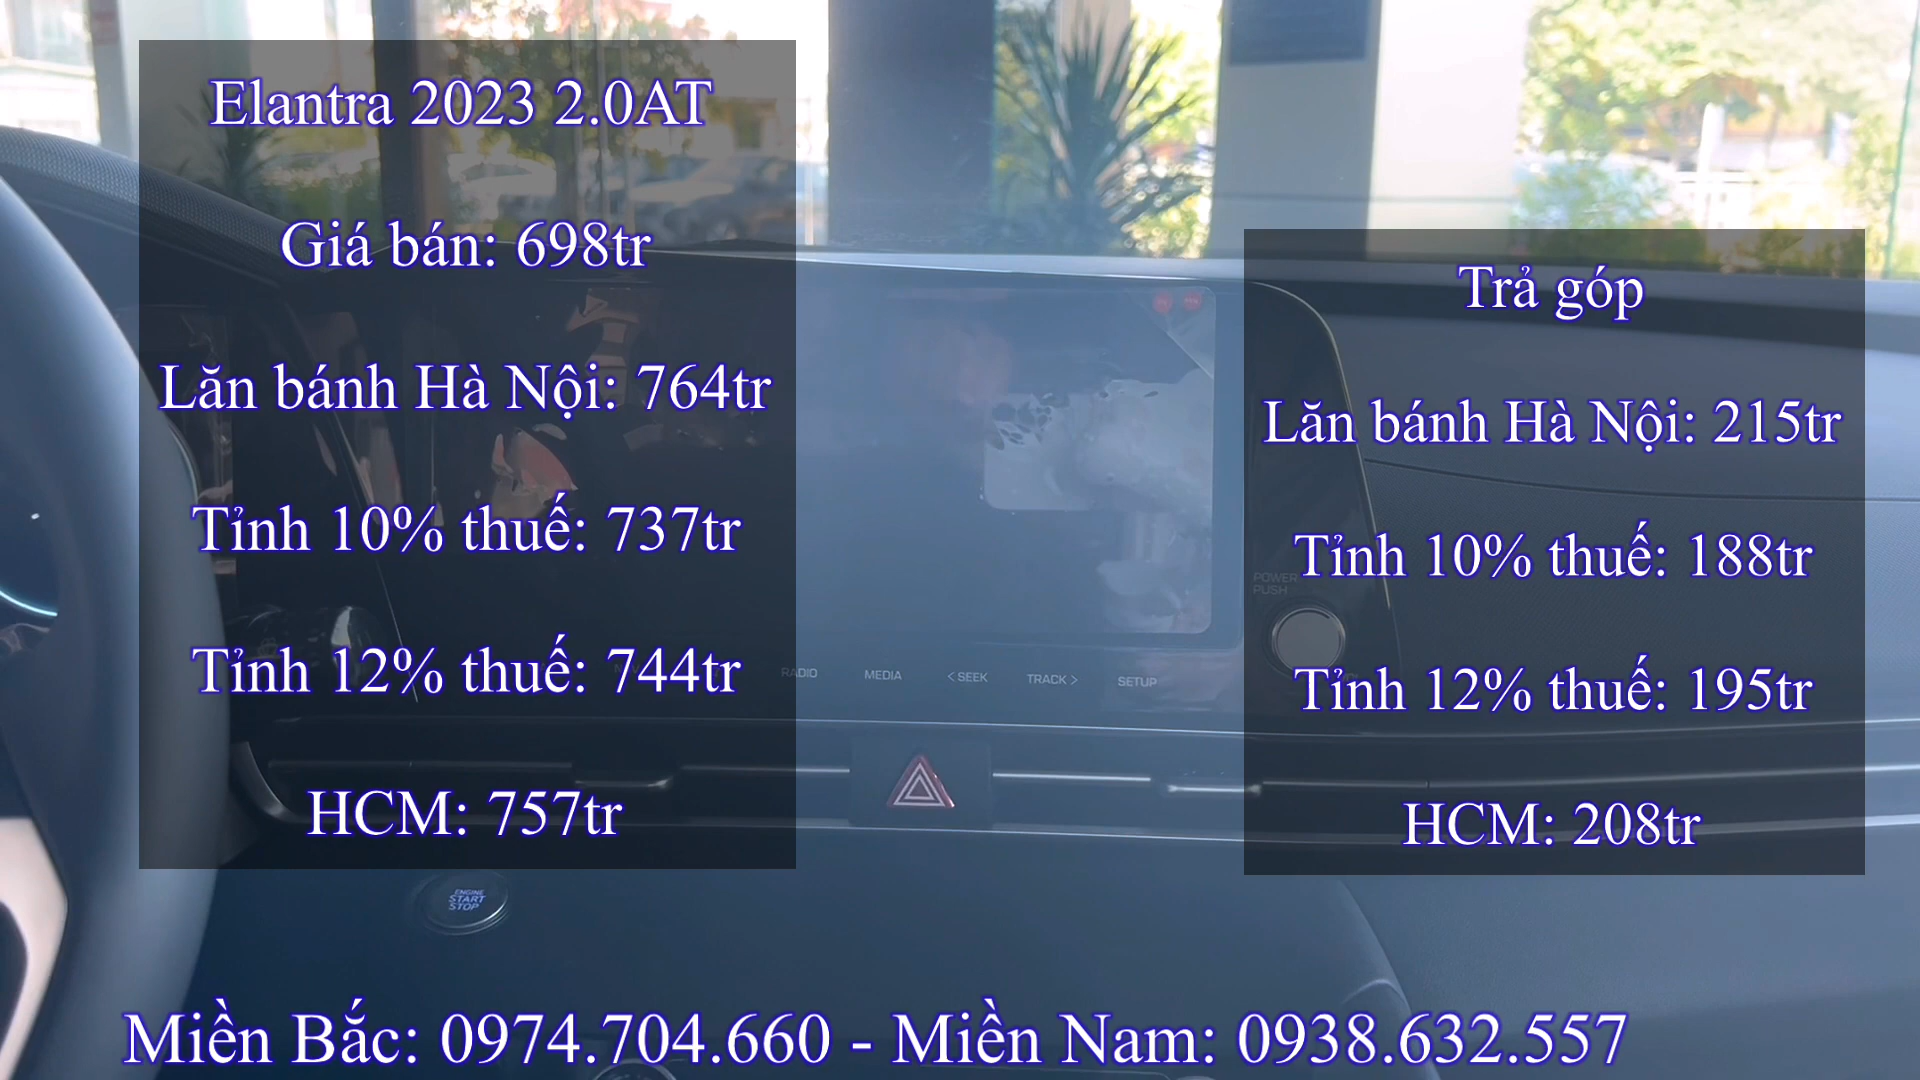 Elantra 2023 2.0AT
Giá bán: 698tr
Lăn bánh Hà Nội: 764tr
Tỉnh 10% thuế: 737tr
Tỉnh 12% thuế: 744tr
HCM: 757tr
Trả góp
Lăn bánh Hà Nội: 215tr
Tỉnh 10% thuế: 188tr
Tỉnh 12% thuế: 195tr
HCM: 208tr
POWER
PUSH
RADIO MEDIA < SEEK TRACK > SETUP
ENGINE
START
STOP
Miền Bắc: 0974.704.660 - Miền Nam: 0938.632.557